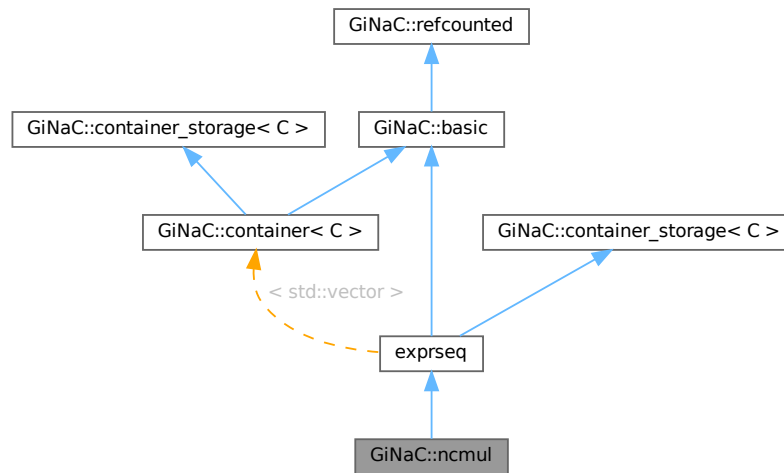 GiNaC::refcounted
GiNaC::container_storage< C >
GiNaC::basic
GiNaC::container< C >
GiNaC::container_storage< C >
< std::vector >
exprseq
GiNaC::ncmul